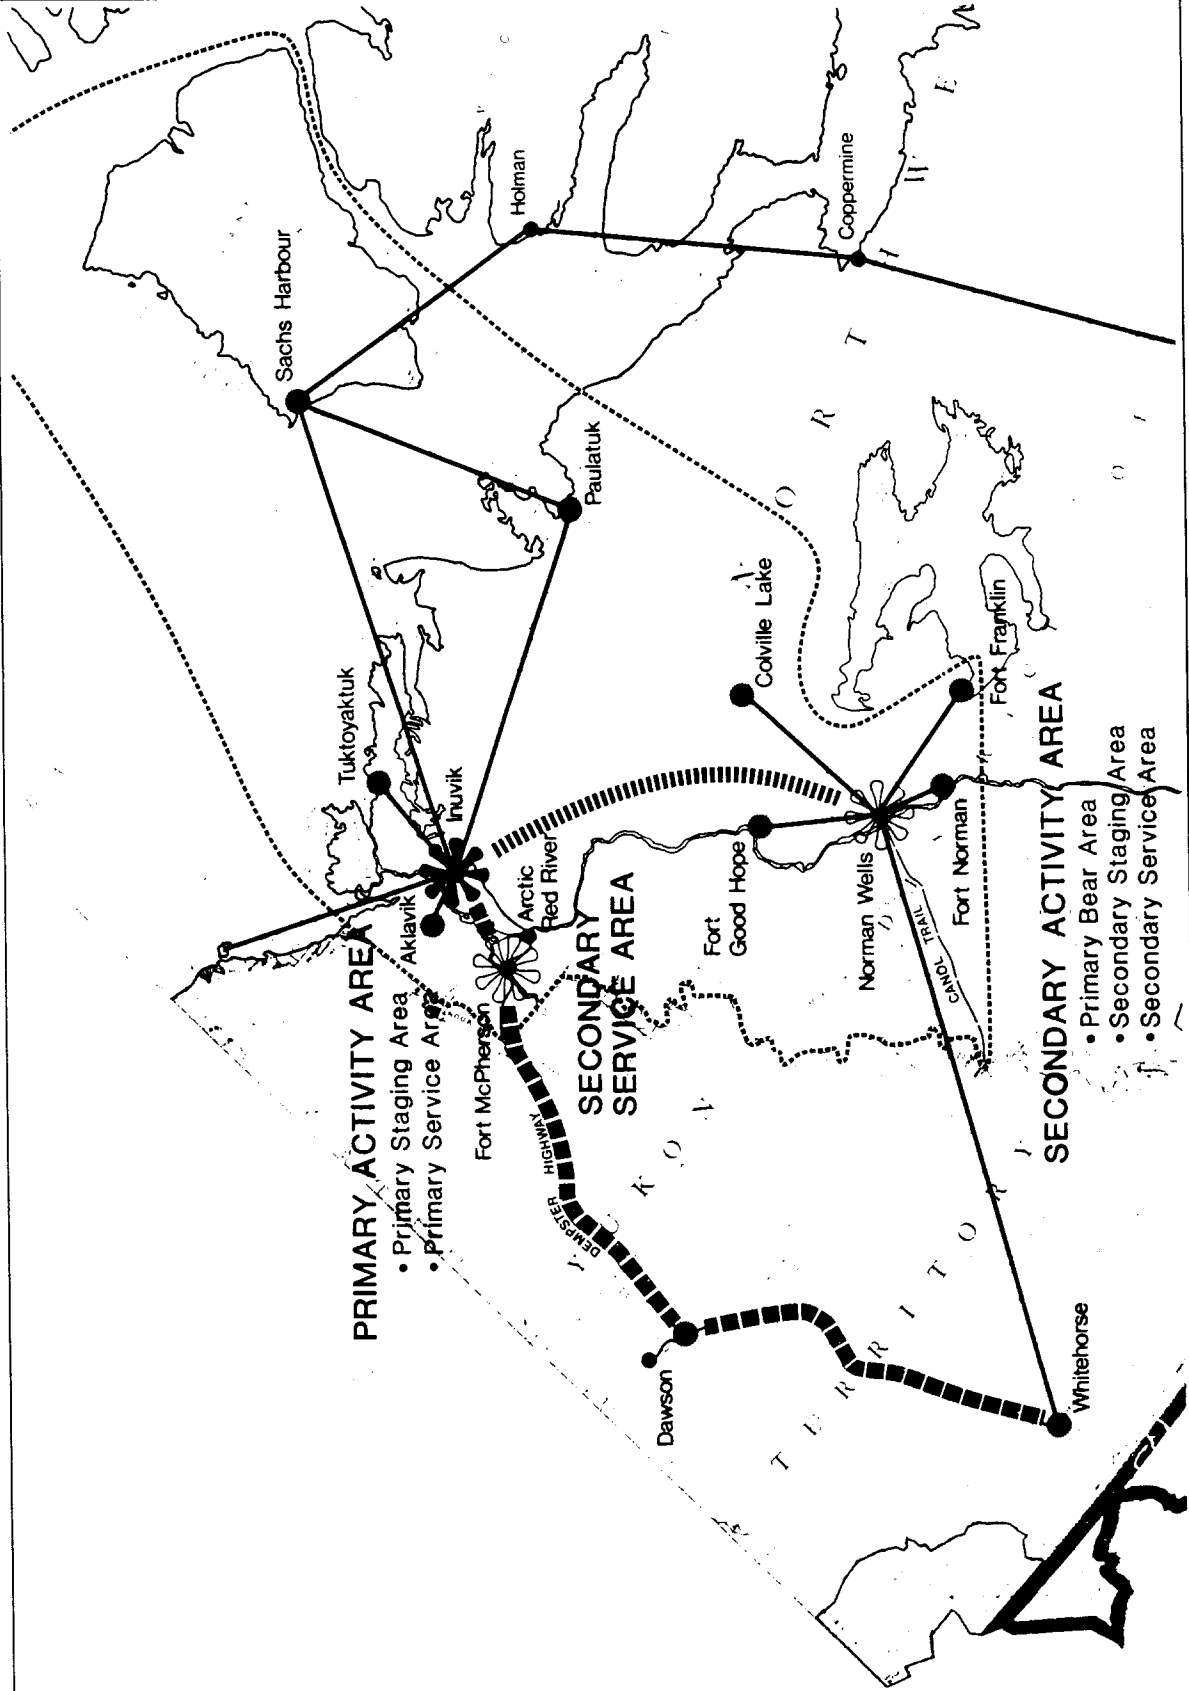 Sachs Harbour
Holman
Coppermine
Paulatuk
Tuktoyaktuk
Inuvik
Aklavik
Arctic
Red River
Fort McPherson
Colville Lake
Fort Franklin
Fort
Good Hope
Norman Wells
Fort Norman
CANOL TRAIL
PRIMARY ACTIVITY AREA
• Primary Staging Area
• Primary Service Area
SECONDARY
SERVICE AREA
SECONDARY ACTIVITY AREA
• Primary Bear Area
• Secondary Staging Area
• Secondary Service Area
DEMPSTER HIGHWAY
Dawson
Whitehorse
Y U K O N
T E R R I T O R Y
N O R T H W E